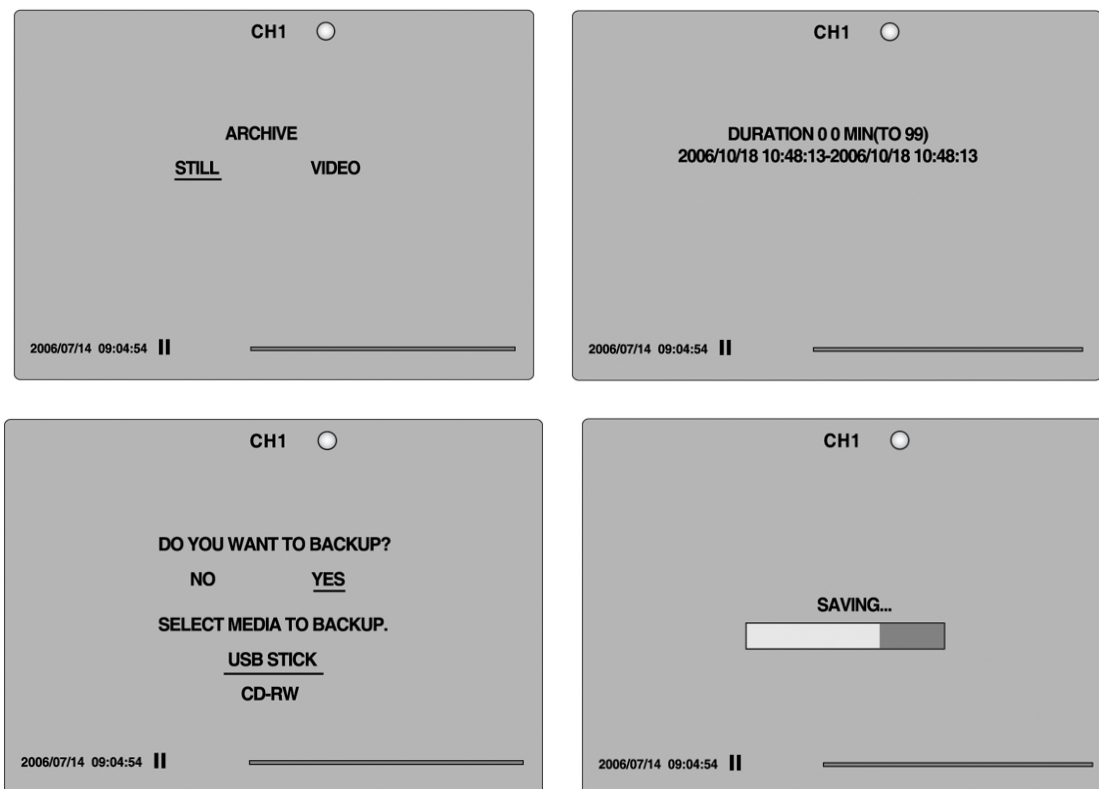 CH1
ARCHIVE
STILL VIDEO
2006/07/14 09:04:54
CH1
DURATION 0 0 MIN(TO 99)
2006/10/18 10:48:13-2006/10/18 10:48:13
2006/07/14 09:04:54
CH1
DO YOU WANT TO BACKUP?
NO YES
SELECT MEDIA TO BACKUP.
USB STICK
CD-RW
2006/07/14 09:04:54
CH1
SAVING...
2006/07/14 09:04:54